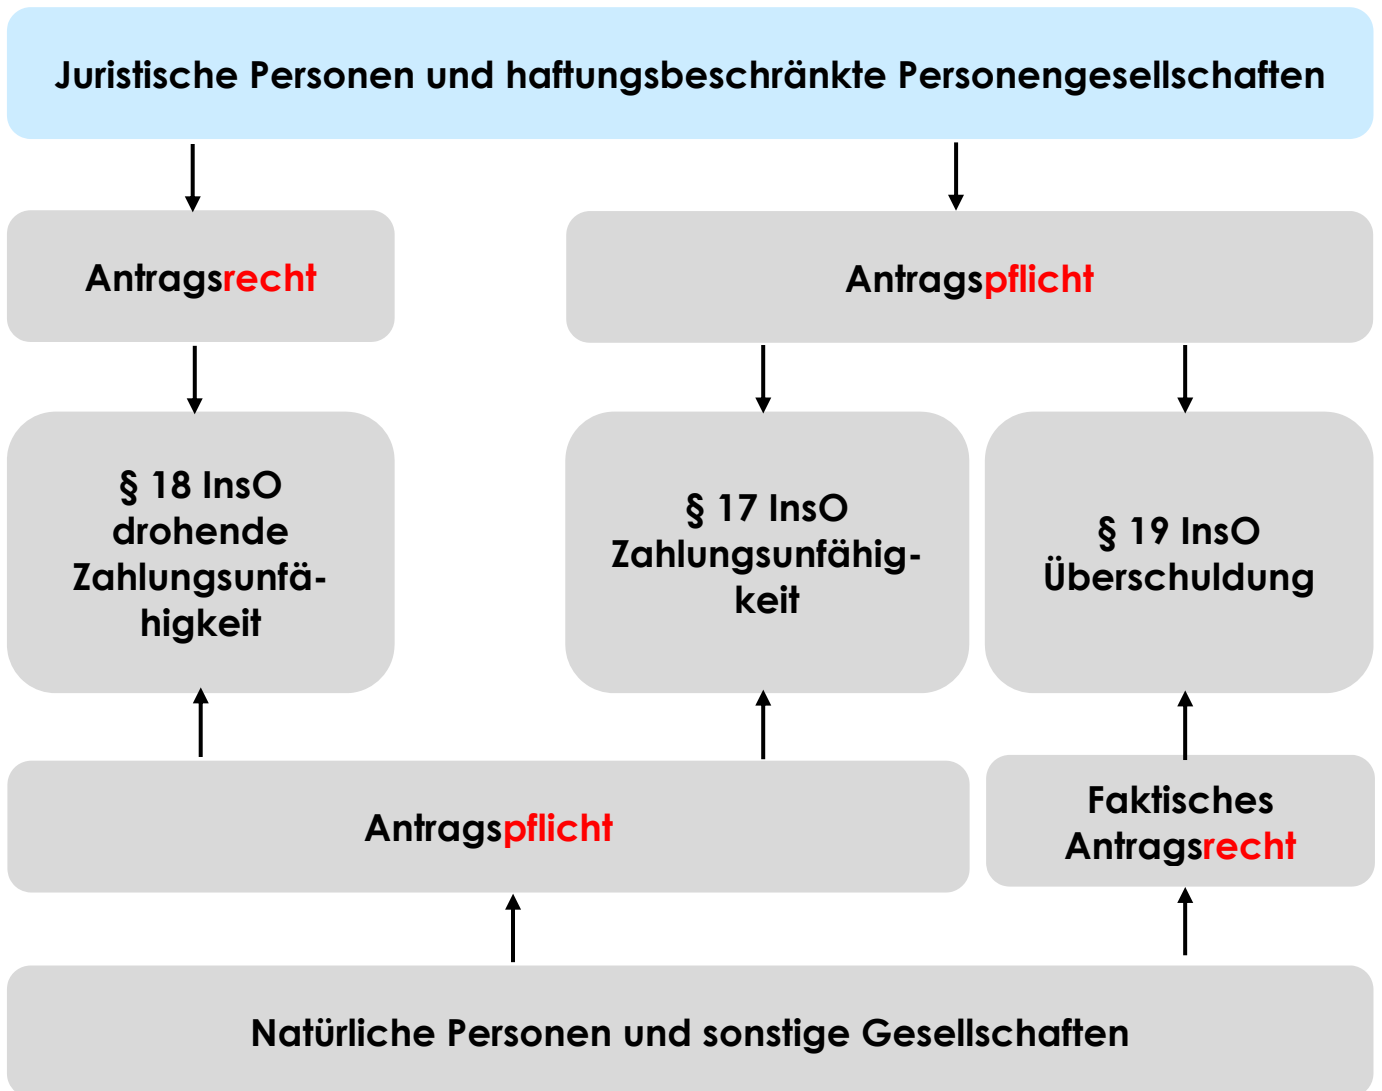 Juristische Personen und haftungsbeschränkte Personengesellschaften
Antragsrecht
Antragspflicht
§ 18 InsO
drohende
Zahlungsunfä-
higkeit
§ 17 InsO
Zahlungsunfähig-
keit
§ 19 InsO
Überschuldung
Antragspflicht
Faktisches
Antragsrecht
Natürliche Personen und sonstige Gesellschaften